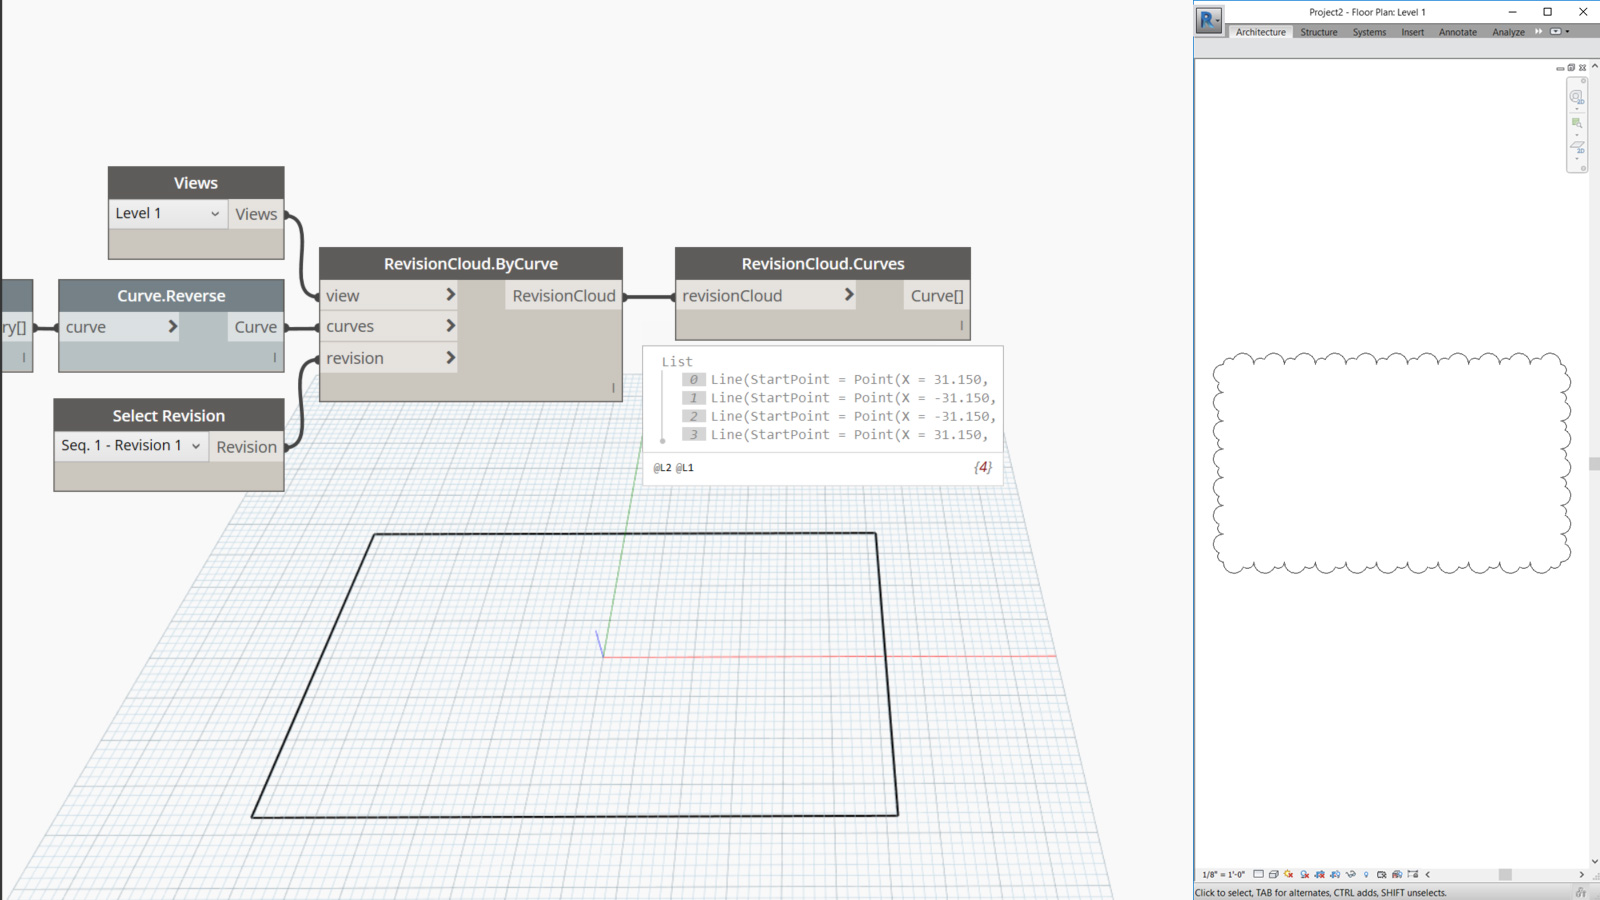 Views
Level 1
Views
RevisionCloud.ByCurve
view
RevisionCloud
curves
revision
RevisionCloud.Curves
revisionCloud
Curve[]
ry[]
Curve.Reverse
curve
Curve
Select Revision
Seq. 1 - Revision 1
Revision
List
0 Line(StartPoint = Point(X = 31.150,
1 Line(StartPoint = Point(X = -31.150,
2 Line(StartPoint = Point(X = -31.150,
3 Line(StartPoint = Point(X = 31.150,
@L2 @L1
{4}
Project2 - Floor Plan: Level 1
R
Architecture Structure Systems Insert Annotate Analyze
2D
2D
1/8" = 1'-0"
Click to select, TAB for alternates, CTRL adds, SHIFT unselects.